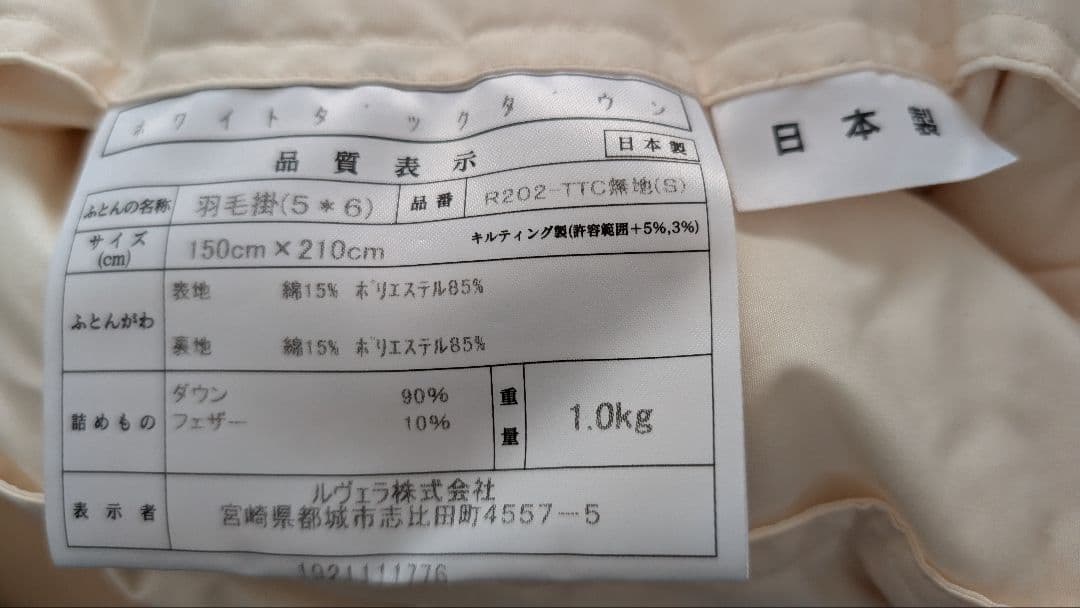 ホワイトダックダウン
品質表示 日本製
ふとんの名称 羽毛掛(5*6) 品番 R202-TTC無地(S)
サイズ(cm) 150cm×210cm キルティング製(許容範囲+5%,3%)
ふとんがわ
表地 綿15% ポリエステル85%
裏地 綿15% ポリエステル85%
詰めもの
ダウン 90%
フェザー 10%
重量 1.0kg
表示者
ルヴェラ株式会社
宮崎県都城市志比田町4557-5
1921111776
日本製